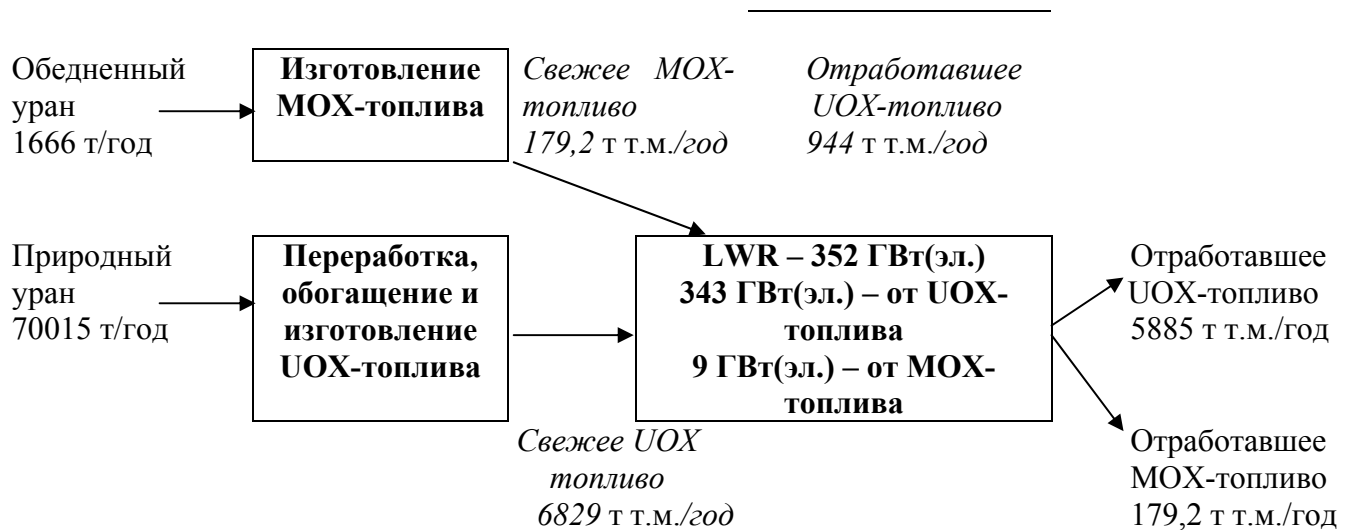 Обедненный
уран
1666 т/год
Изготовление
МОХ-топлива
Свежее МОХ-
топливо
179,2 т т.м./год
Отработавшее
UOX-топливо
944 т т.м./год
Природный
уран
70015 т/год
Переработка,
обогащение и
изготовление
UOX-топлива
LWR – 352 ГВт(эл.)
343 ГВт(эл.) – от UOX-
топлива
9 ГВт(эл.) – от МОХ-
топлива
Отработавшее
UOX-топливо
5885 т т.м./год
Свежее UOX
топливо
6829 т т.м./год
Отработавшее
МОХ-топливо
179,2 т т.м./год